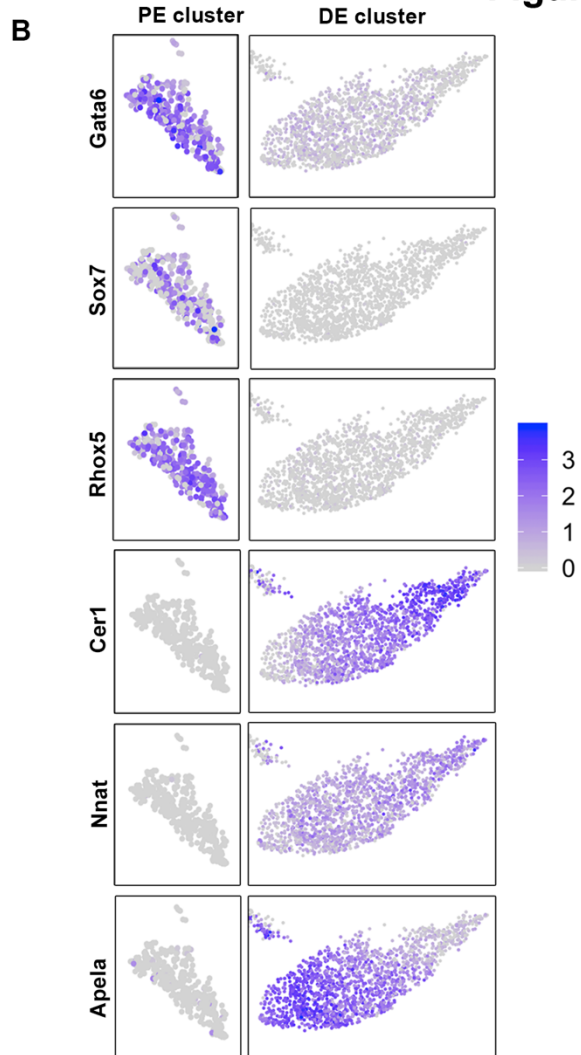 B
PE cluster
DE cluster
Gata6
Sox7
Rhox5
3
2
1
0
Cer1
Nnat
Apela